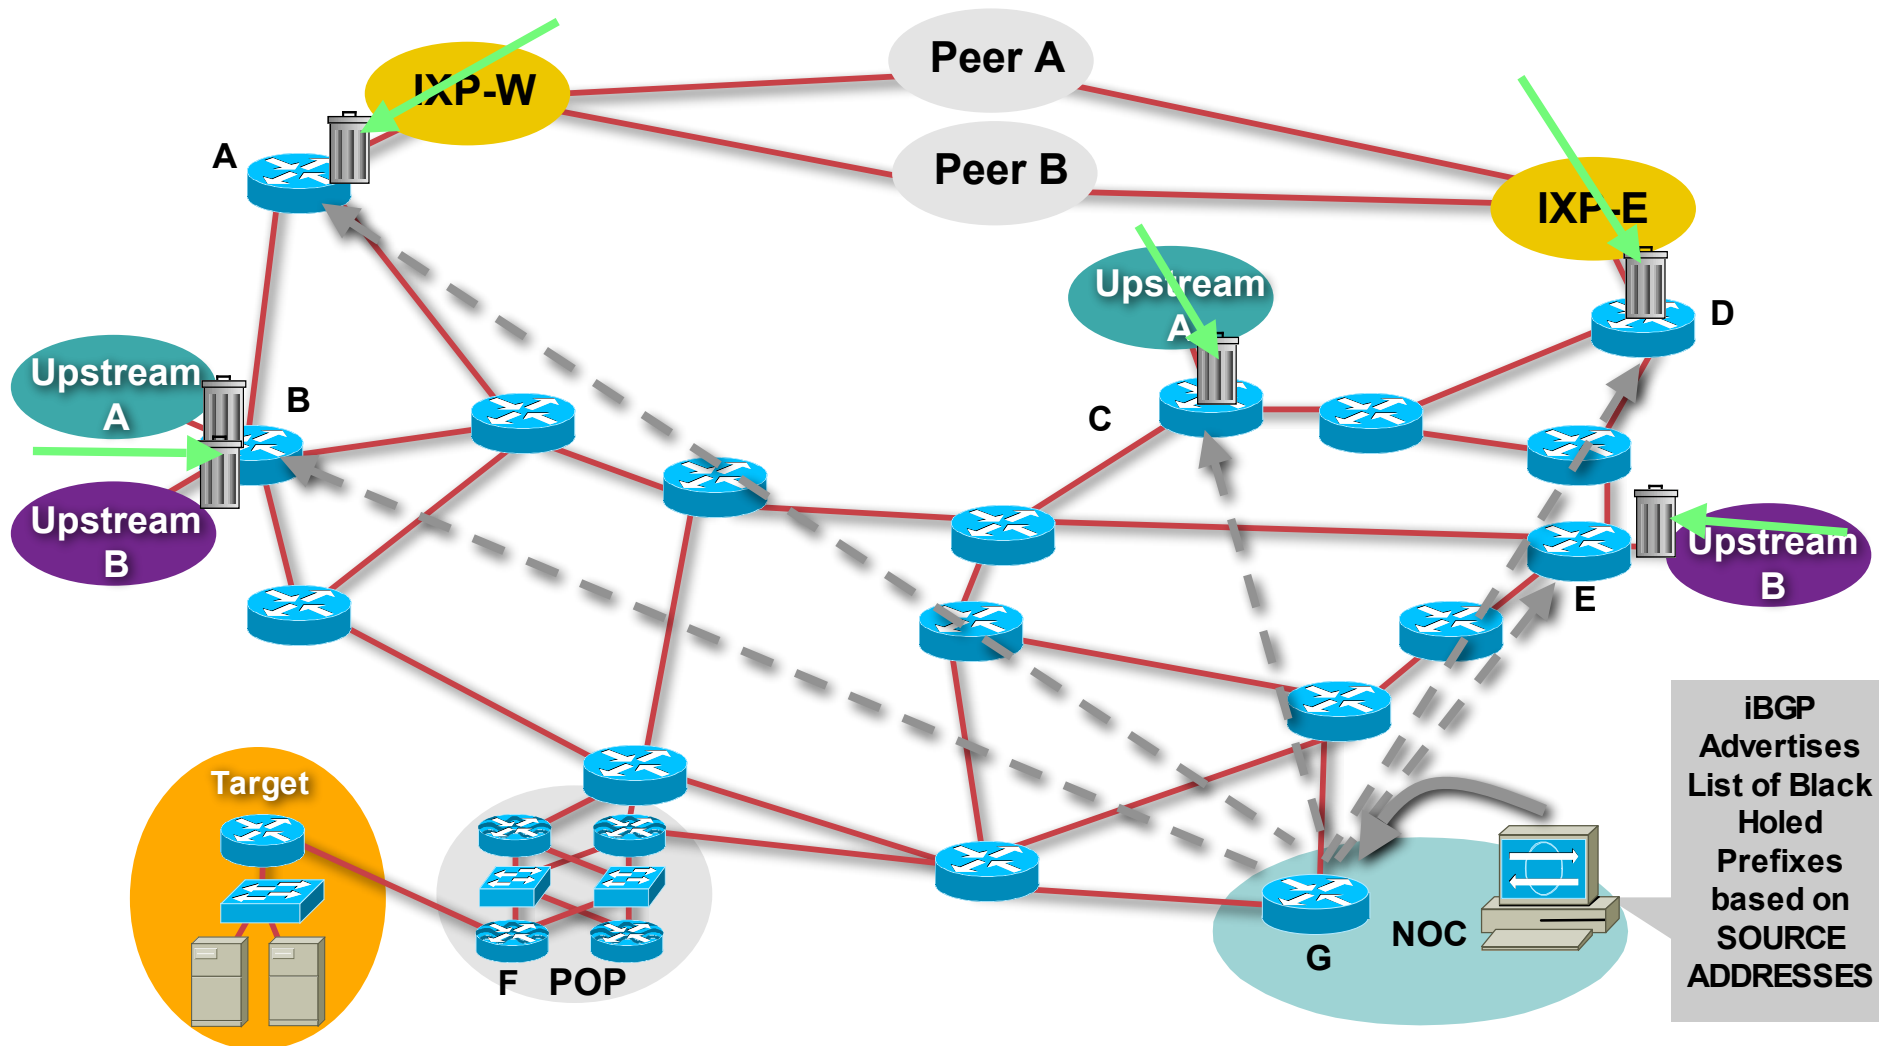 IXP-W
Peer A
Peer B
A
IXP-E
Upstream
A
D
Upstream
A
B
C
Upstream
B
Upstream
B
E
iBGP
Advertises
List of Black
Holed
Prefixes
based on
SOURCE
ADDRESSES
Target
NOC
G
F
POP